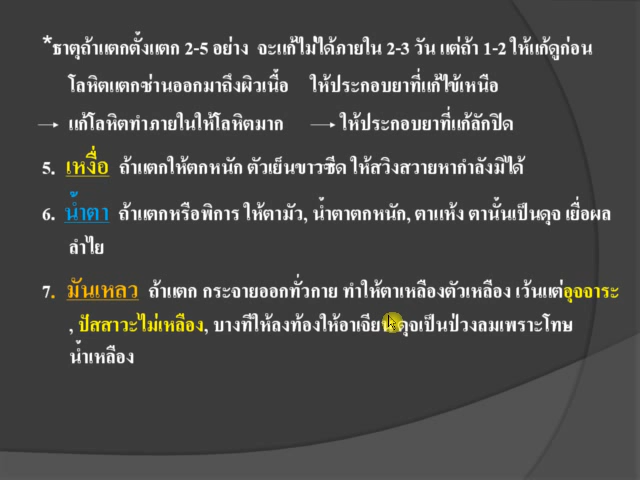 *ธาตุถ้าแตกตั้งแตก 2-5 อย่าง จะแก้ไม่ได้ภายใน 2-3 วัน แต่ถ้า 1-2 ให้แก้ดูก่อน
โลหิตแตกซ่านออกมาถึงผิวเนื้อ ให้ประกอบยาที่แก้ไข้เหนือ
→ แก้โลหิตทำภายในให้โลหิตมาก → ให้ประกอบยาที่แก้ลักปิด
5. เหงื่อ ถ้าแตกให้ตกหนัก ตัวเย็นขาวซีด ให้สวิงสวายหากำลังมิได้
6. น้ำตา ถ้าแตกหรือพิการ ให้ตามัว, น้ำตาตกหนัก, ตาแห้ง ตานั้นเป็นดุจ เยื่อผล
ลำไย
7. มันเหลว ถ้าแตก กระจายออกทั่วกาย ทำให้ตาเหลืองตัวเหลือง เว้นแต่อุจจาระ
, ปัสสาวะไม่เหลือง, บางทีให้ลงท้องให้อาเจียน ดุจเป็นป่วงลมเพราะโทษ
น้ำเหลือง